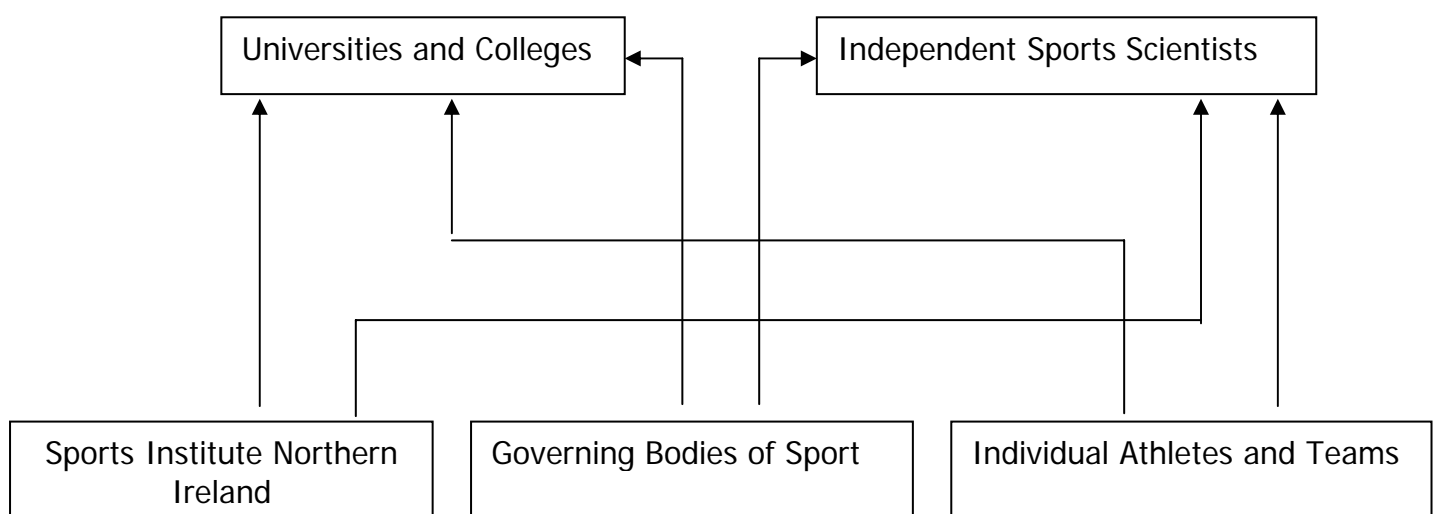 Universities and Colleges
Independent Sports Scientists
Sports Institute Northern
Ireland
Governing Bodies of Sport
Individual Athletes and Teams